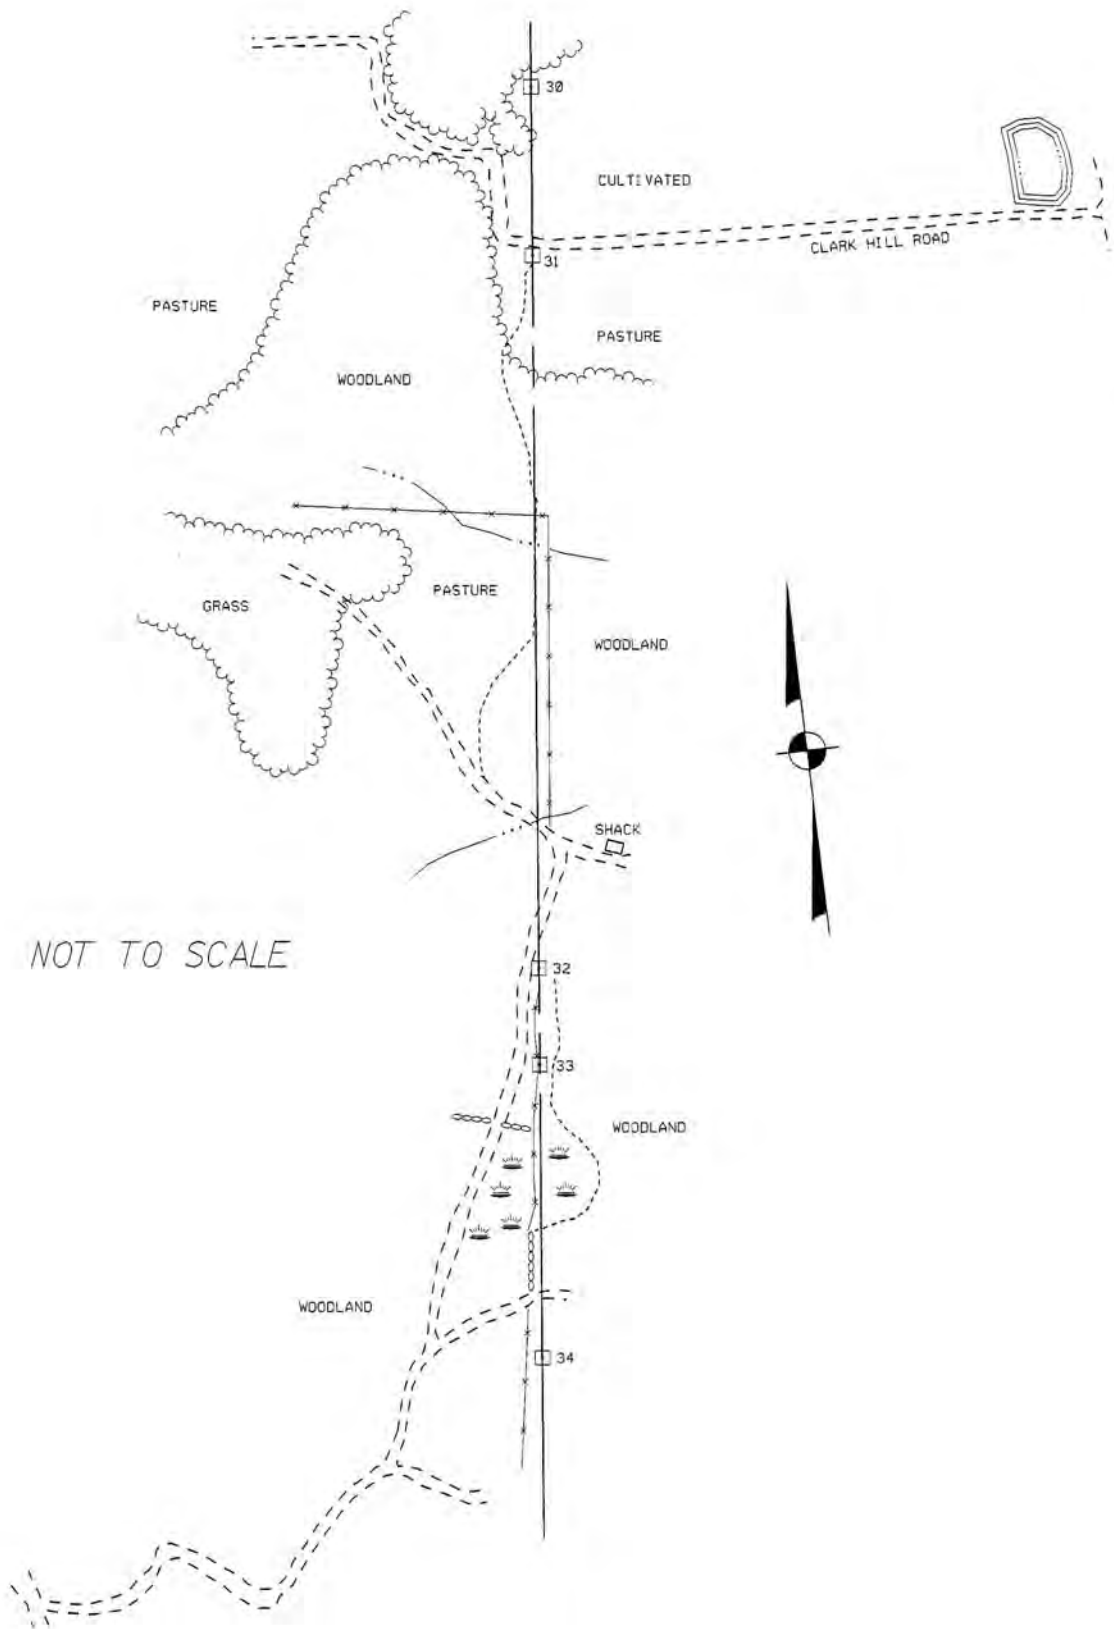 30
CULTIVATED
CLARK HILL ROAD
31
PASTURE
PASTURE
WOODLAND
PASTURE
GRASS
WOODLAND
SHACK
NOT TO SCALE
32
33
WOODLAND
WOODLAND
34